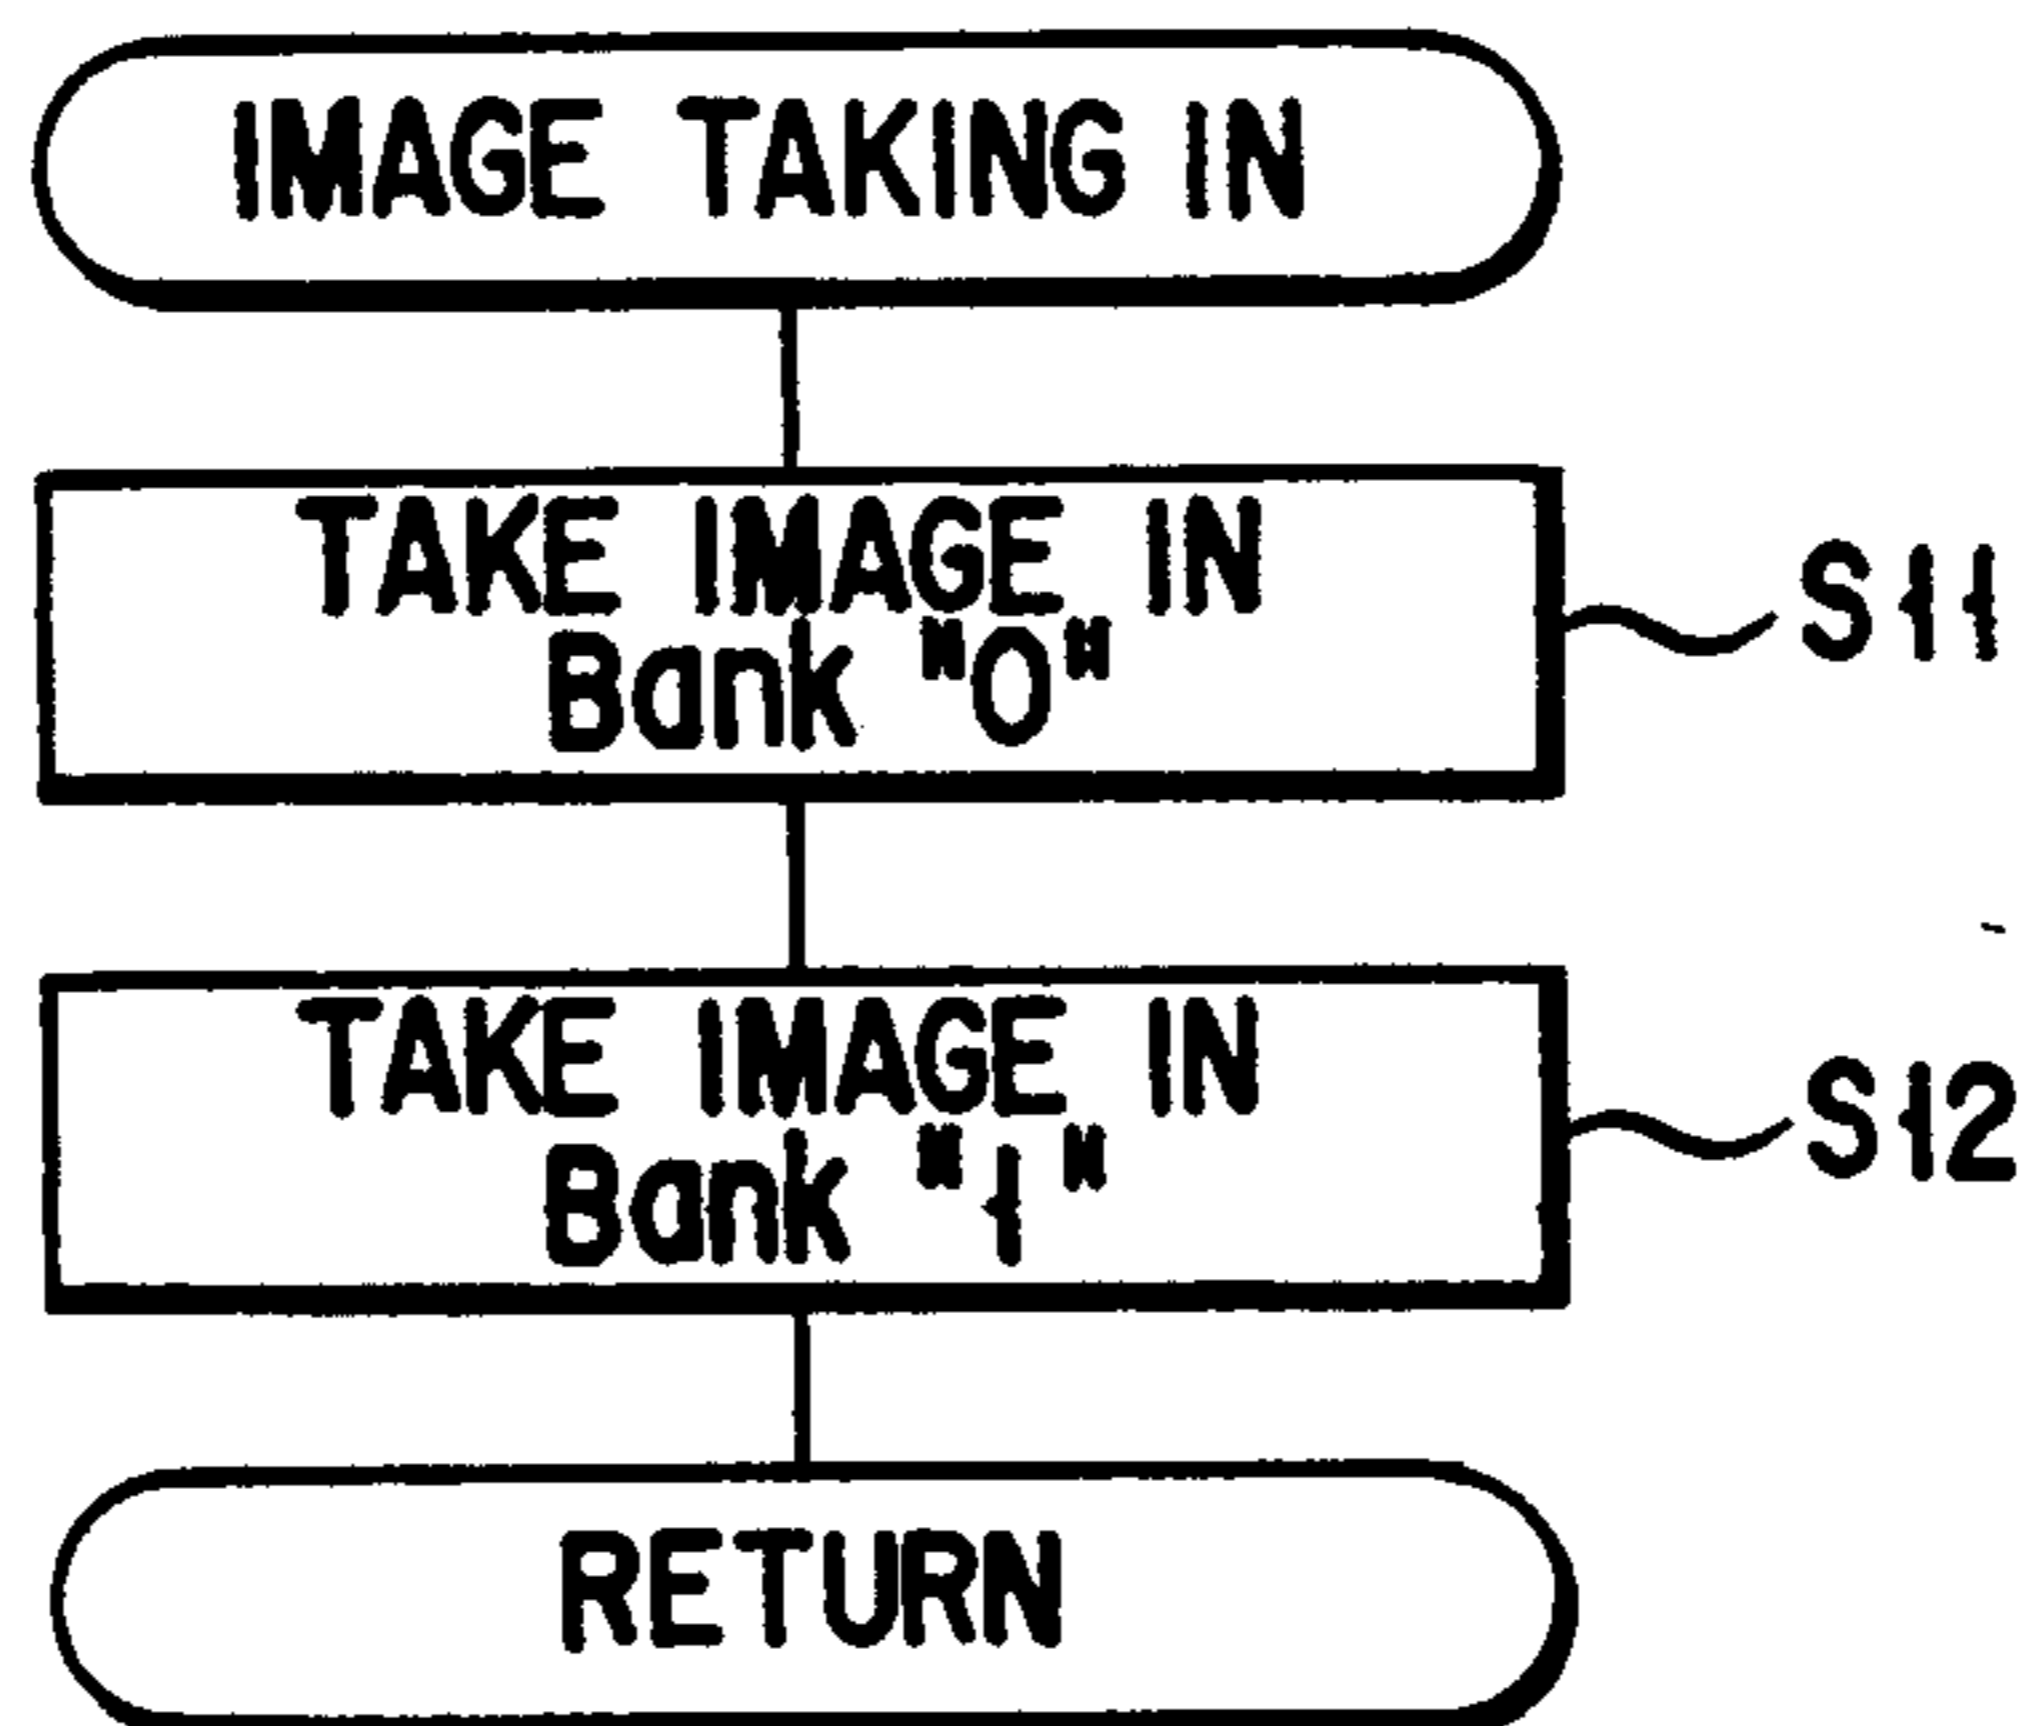 IMAGE TAKING IN
TAKE IMAGE IN
Bank "0"
S11
TAKE IMAGE IN
Bank "1"
S12
RETURN